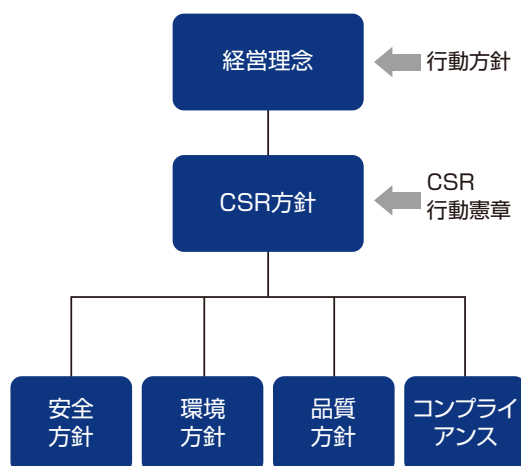 経営理念
行動方針
CSR方針
CSR
行動憲章
安全
方針
環境
方針
品質
方針
コンプライ
アンス